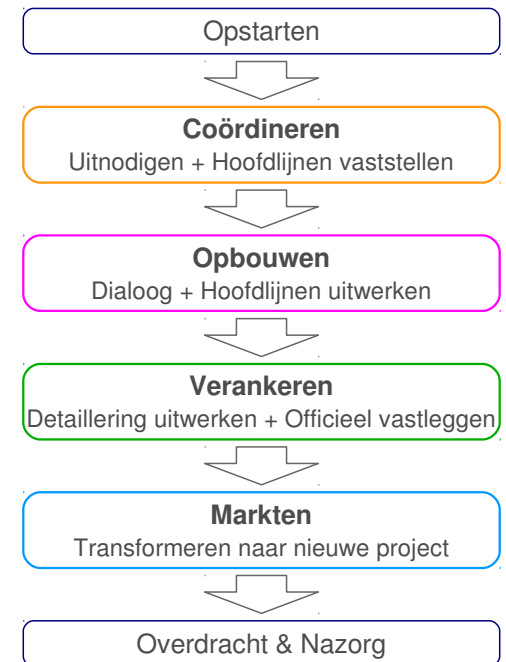 Opstarten
Coördineren
Uitnodigen + Hoofdlijnen vaststellen
Opbouwen
Dialoog + Hoofdlijnen uitwerken
Verankeren
Detaillering uitwerken + Officieel vastleggen
Markten
Transformeren naar nieuwe project
Overdracht & Nazorg